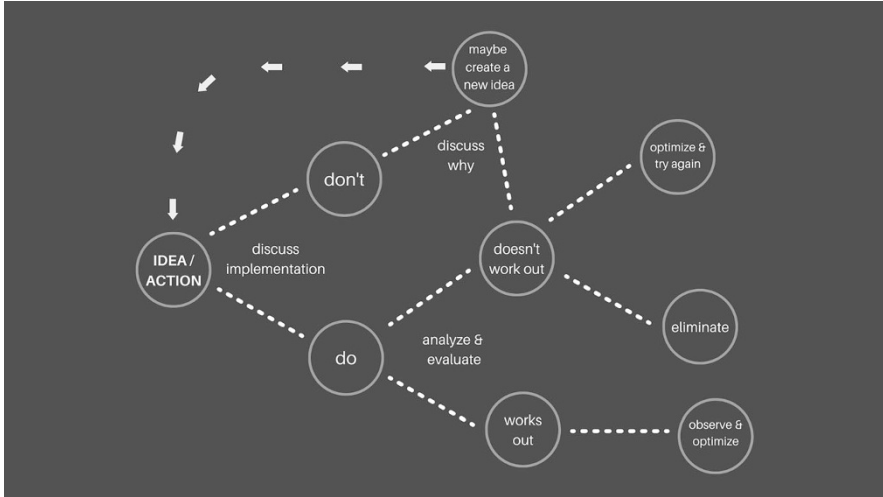 maybe
create a
new idea
discuss
why
optimize &
try again
don't
IDEA /
ACTION
discuss
implementation
doesn't
work out
eliminate
do
analyze &
evaluate
works
out
observe &
optimize